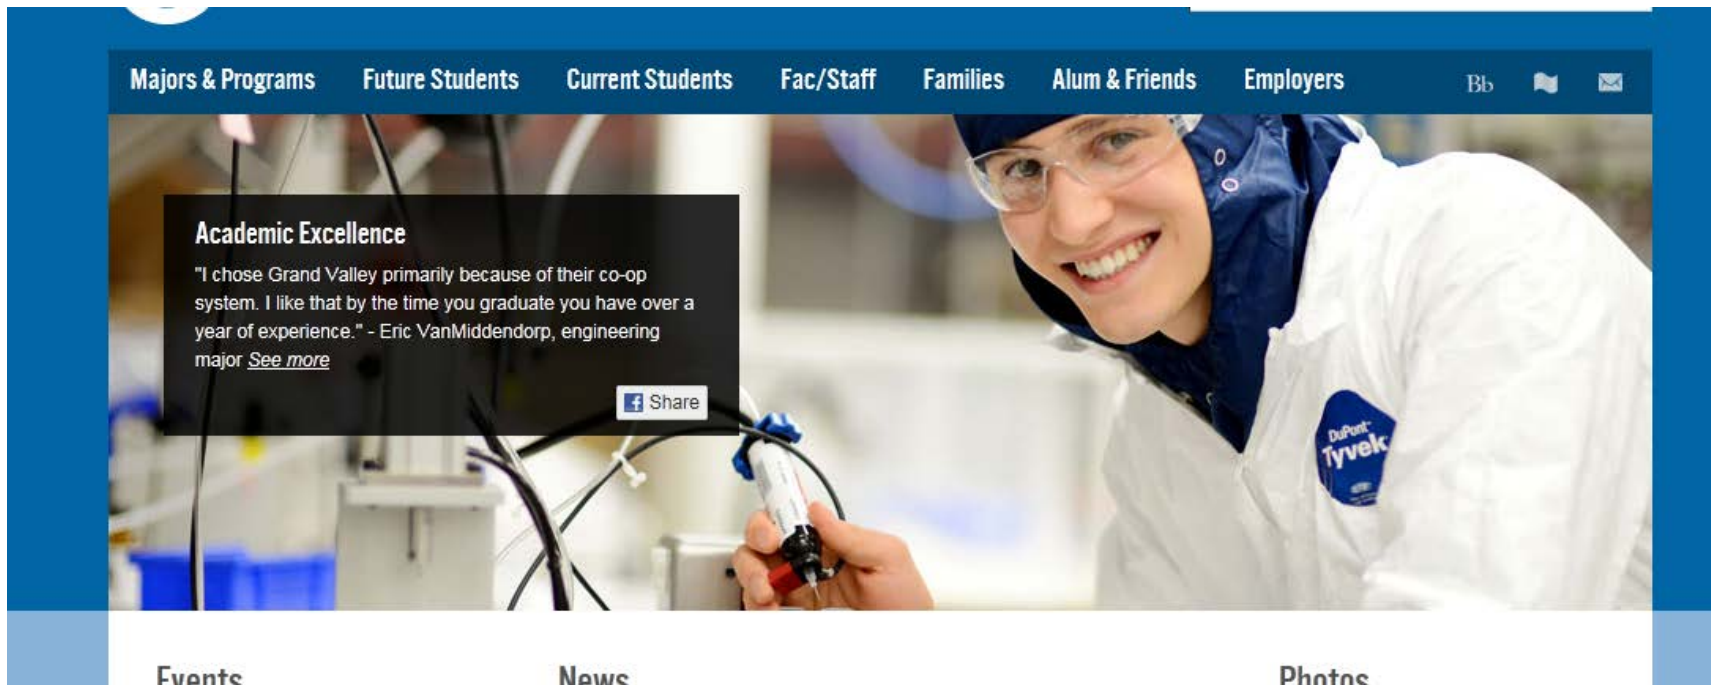 Majors & Programs Future Students Current Students Fac/Staff Families Alum & Friends Employers Bb
Academic Excellence
"I chose Grand Valley primarily because of their co-op
system. I like that by the time you graduate you have over a
year of experience." - Eric VanMiddendorp, engineering
major See more
Share
DuPont
Tyvek
Events News Photos